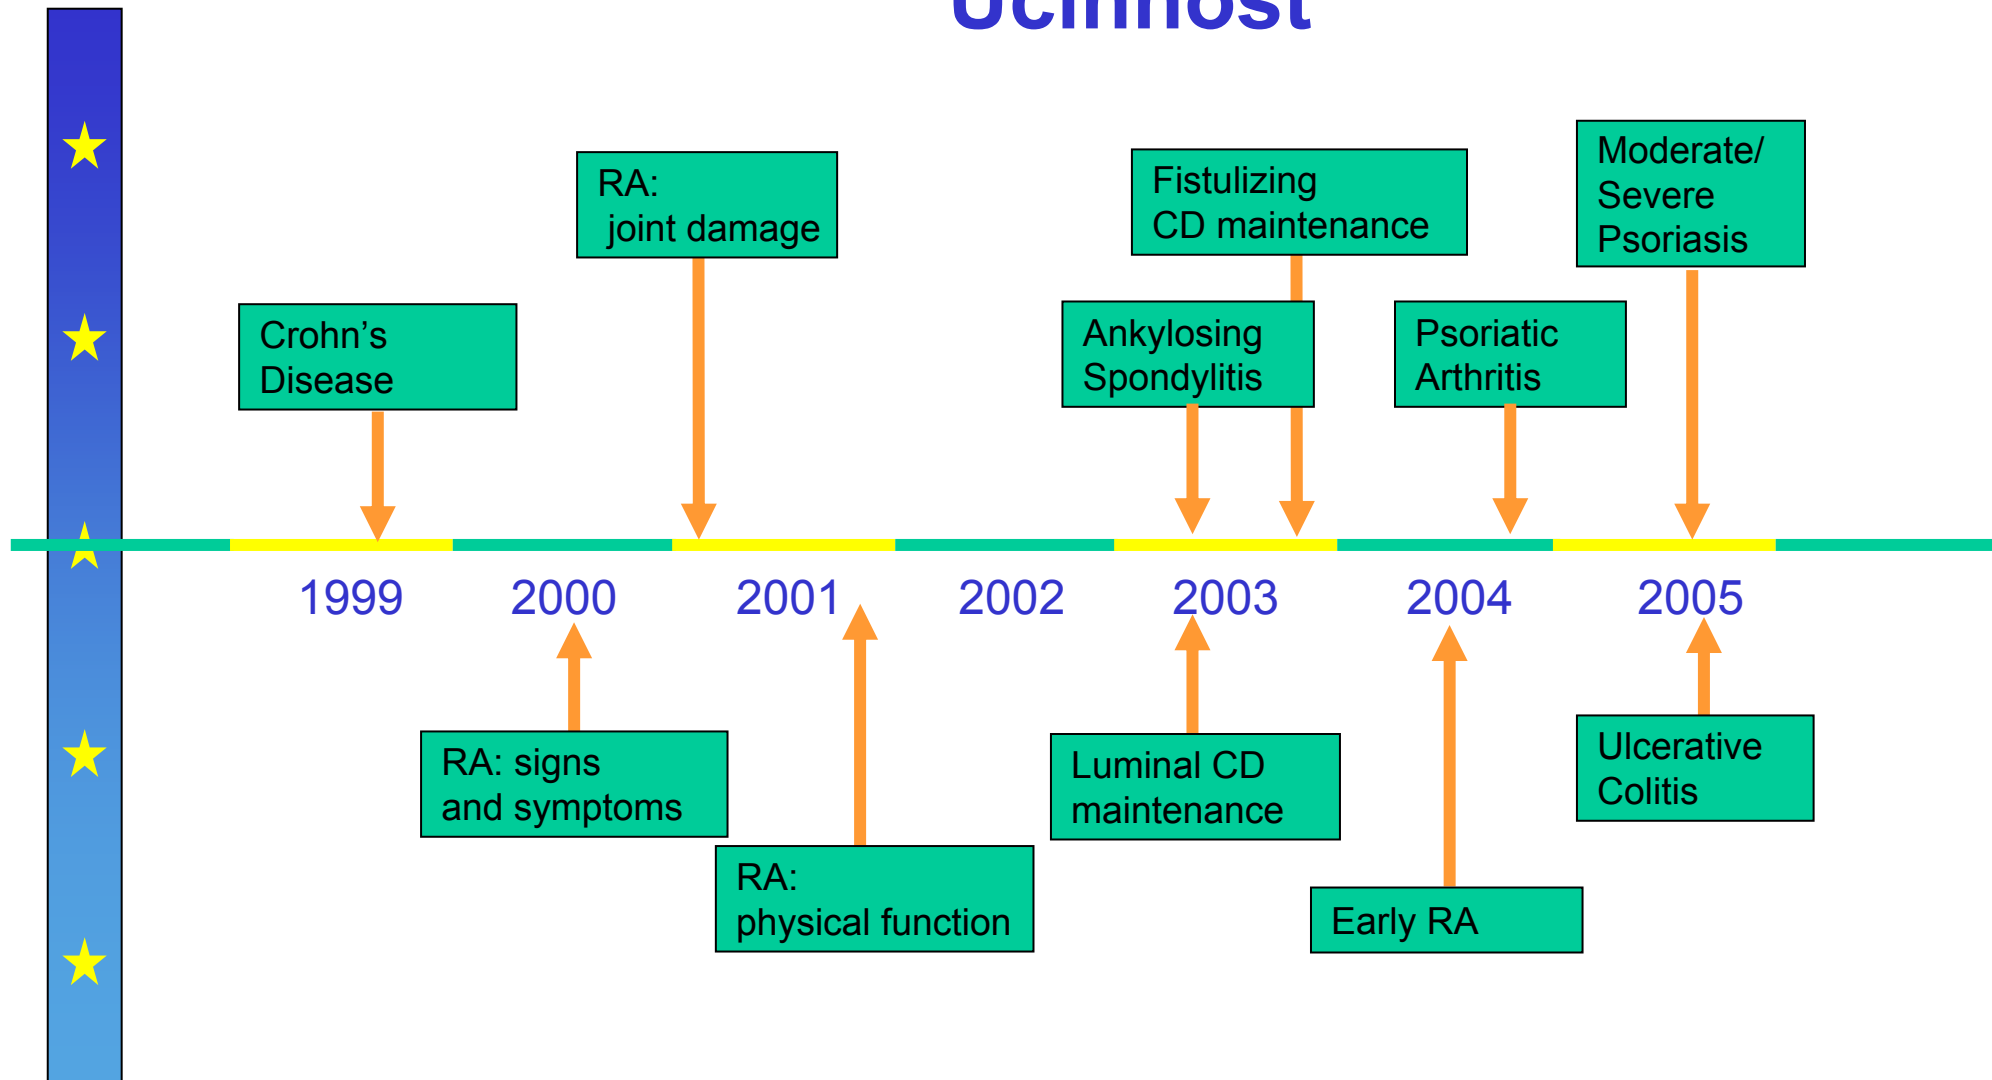 Účinnost
RA:
joint damage
Fistulizing
CD maintenance
Moderate/
Severe
Psoriasis
Crohn’s
Disease
Ankylosing
Spondylitis
Psoriatic
Arthritis
1999 2000 2001 2002 2003 2004 2005
RA: signs
and symptoms
Luminal CD
maintenance
Ulcerative
Colitis
RA:
physical function
Early RA